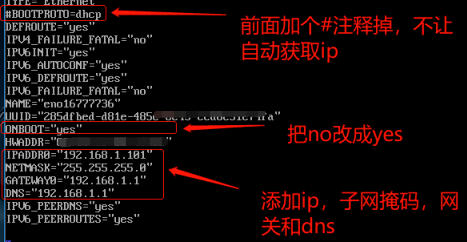 TYPE="Ethernet"
#BOOTPROTO=dhcp
前面加个#注释掉，不让
自动获取ip
DEFROUTE="yes"
IPV4_FAILURE_FATAL="no"
IPV6INIT="yes"
IPV6_AUTOCONF="yes"
IPV6_DEFROUTE="yes"
IPV6_FAILURE_FATAL="no"
NAME="eno16777736"
UUID="285dfbed-d81e-485c
ONBOOT="yes"
把no改成yes
HWADDR=
IPADDR0="192.168.1.101"
NETMASK="255.255.255.0"
GATEWAY0="192.168.1.1"
DNS="192.168.1.1"
添加ip，子网掩码，网
关和dns
IPV6_PEERDNS="yes"
IPV6_PEERROUTES="yes"